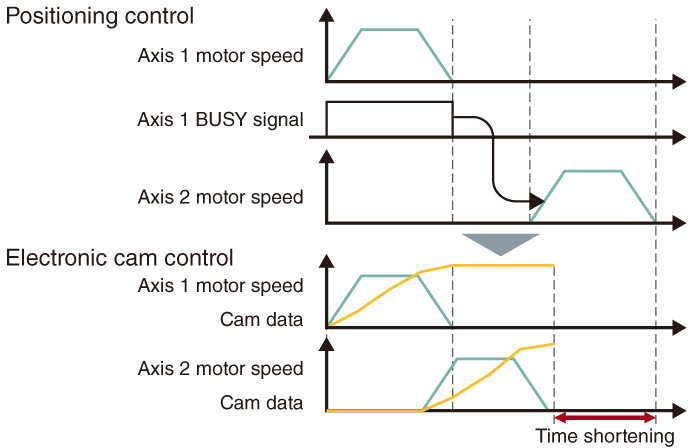 Positioning control
Axis 1 motor speed
Axis 1 BUSY signal
Axis 2 motor speed
Electronic cam control
Axis 1 motor speed
Cam data
Axis 2 motor speed
Cam data
Time shortening